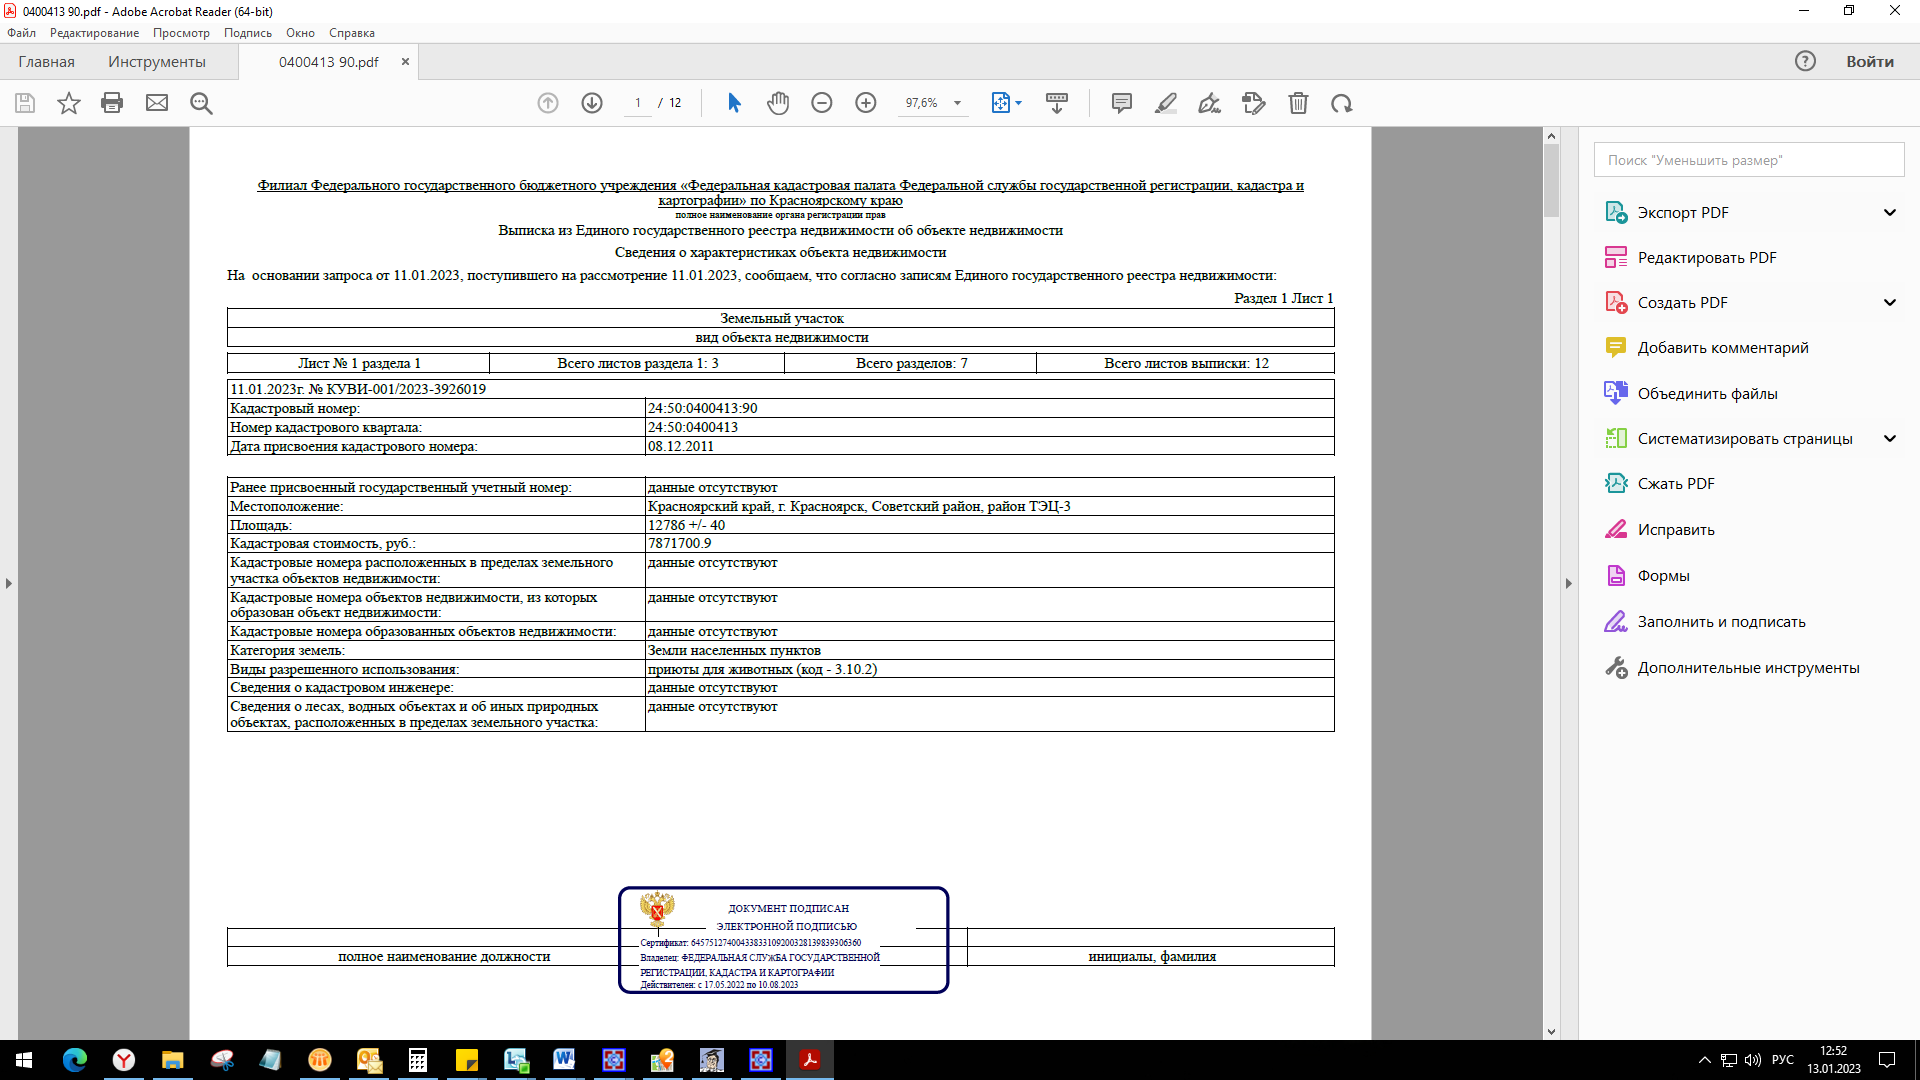 0400413 90.pdf - Adobe Acrobat Reader (64-bit)
Файл Редактирование Просмотр Подпись Окно Справка
Главная Инструменты 0400413 90.pdf Войти
1 / 12 97,6%
Филиал Федерального государственного бюджетного учреждения «Федеральная кадастровая палата Федеральной службы государственной регистрации, кадастра и
картографии» по Красноярскому краю
полное наименование органа регистрации прав
Выписка из Единого государственного реестра недвижимости об объекте недвижимости
Сведения о характеристиках объекта недвижимости
На основании запроса от 11.01.2023, поступившего на рассмотрение 11.01.2023, сообщаем, что согласно записям Единого государственного реестра недвижимости:
Раздел 1 Лист 1
Земельный участок
вид объекта недвижимости
Лист № 1 раздела 1 Всего листов раздела 1: 3 Всего разделов: 7 Всего листов выписки: 12
11.01.2023г. № КУВИ-001/2023-3926019
Кадастровый номер: 24:50:0400413:90
Номер кадастрового квартала: 24:50:0400413
Дата присвоения кадастрового номера: 08.12.2011
Ранее присвоенный государственный учетный номер: данные отсутствуют
Местоположение: Красноярский край, г. Красноярск, Советский район, район ТЭЦ-3
Площадь: 12786 +/- 40
Кадастровая стоимость, руб.: 7871700.9
Кадастровые номера расположенных в пределах земельного данные отсутствуют
участка объектов недвижимости:
Кадастровые номера объектов недвижимости, из которых данные отсутствуют
образован объект недвижимости:
Кадастровые номера образованных объектов недвижимости: данные отсутствуют
Категория земель: Земли населенных пунктов
Виды разрешенного использования: приюты для животных (код - 3.10.2)
Сведения о кадастровом инженере: данные отсутствуют
Сведения о лесах, водных объектах и об иных природных данные отсутствуют
объектах, расположенных в пределах земельного участка:
ДОКУМЕНТ ПОДПИСАН
ЭЛЕКТРОННОЙ ПОДПИСЬЮ
Сертификат: 64575127400433833109200328139839306360
Владелец: ФЕДЕРАЛЬНАЯ СЛУЖБА ГОСУДАРСТВЕННОЙ
РЕГИСТРАЦИИ, КАДАСТРА И КАРТОГРАФИИ
Действителен: с 17.05.2022 по 10.08.2023
полное наименование должности инициалы, фамилия
Поиск "Уменьшить размер"
Экспорт PDF
Редактировать PDF
Создать PDF
Добавить комментарий
Объединить файлы
Систематизировать страницы
Сжать PDF
Исправить
Формы
Заполнить и подписать
Дополнительные инструменты
РУС
12:52
13.01.2023